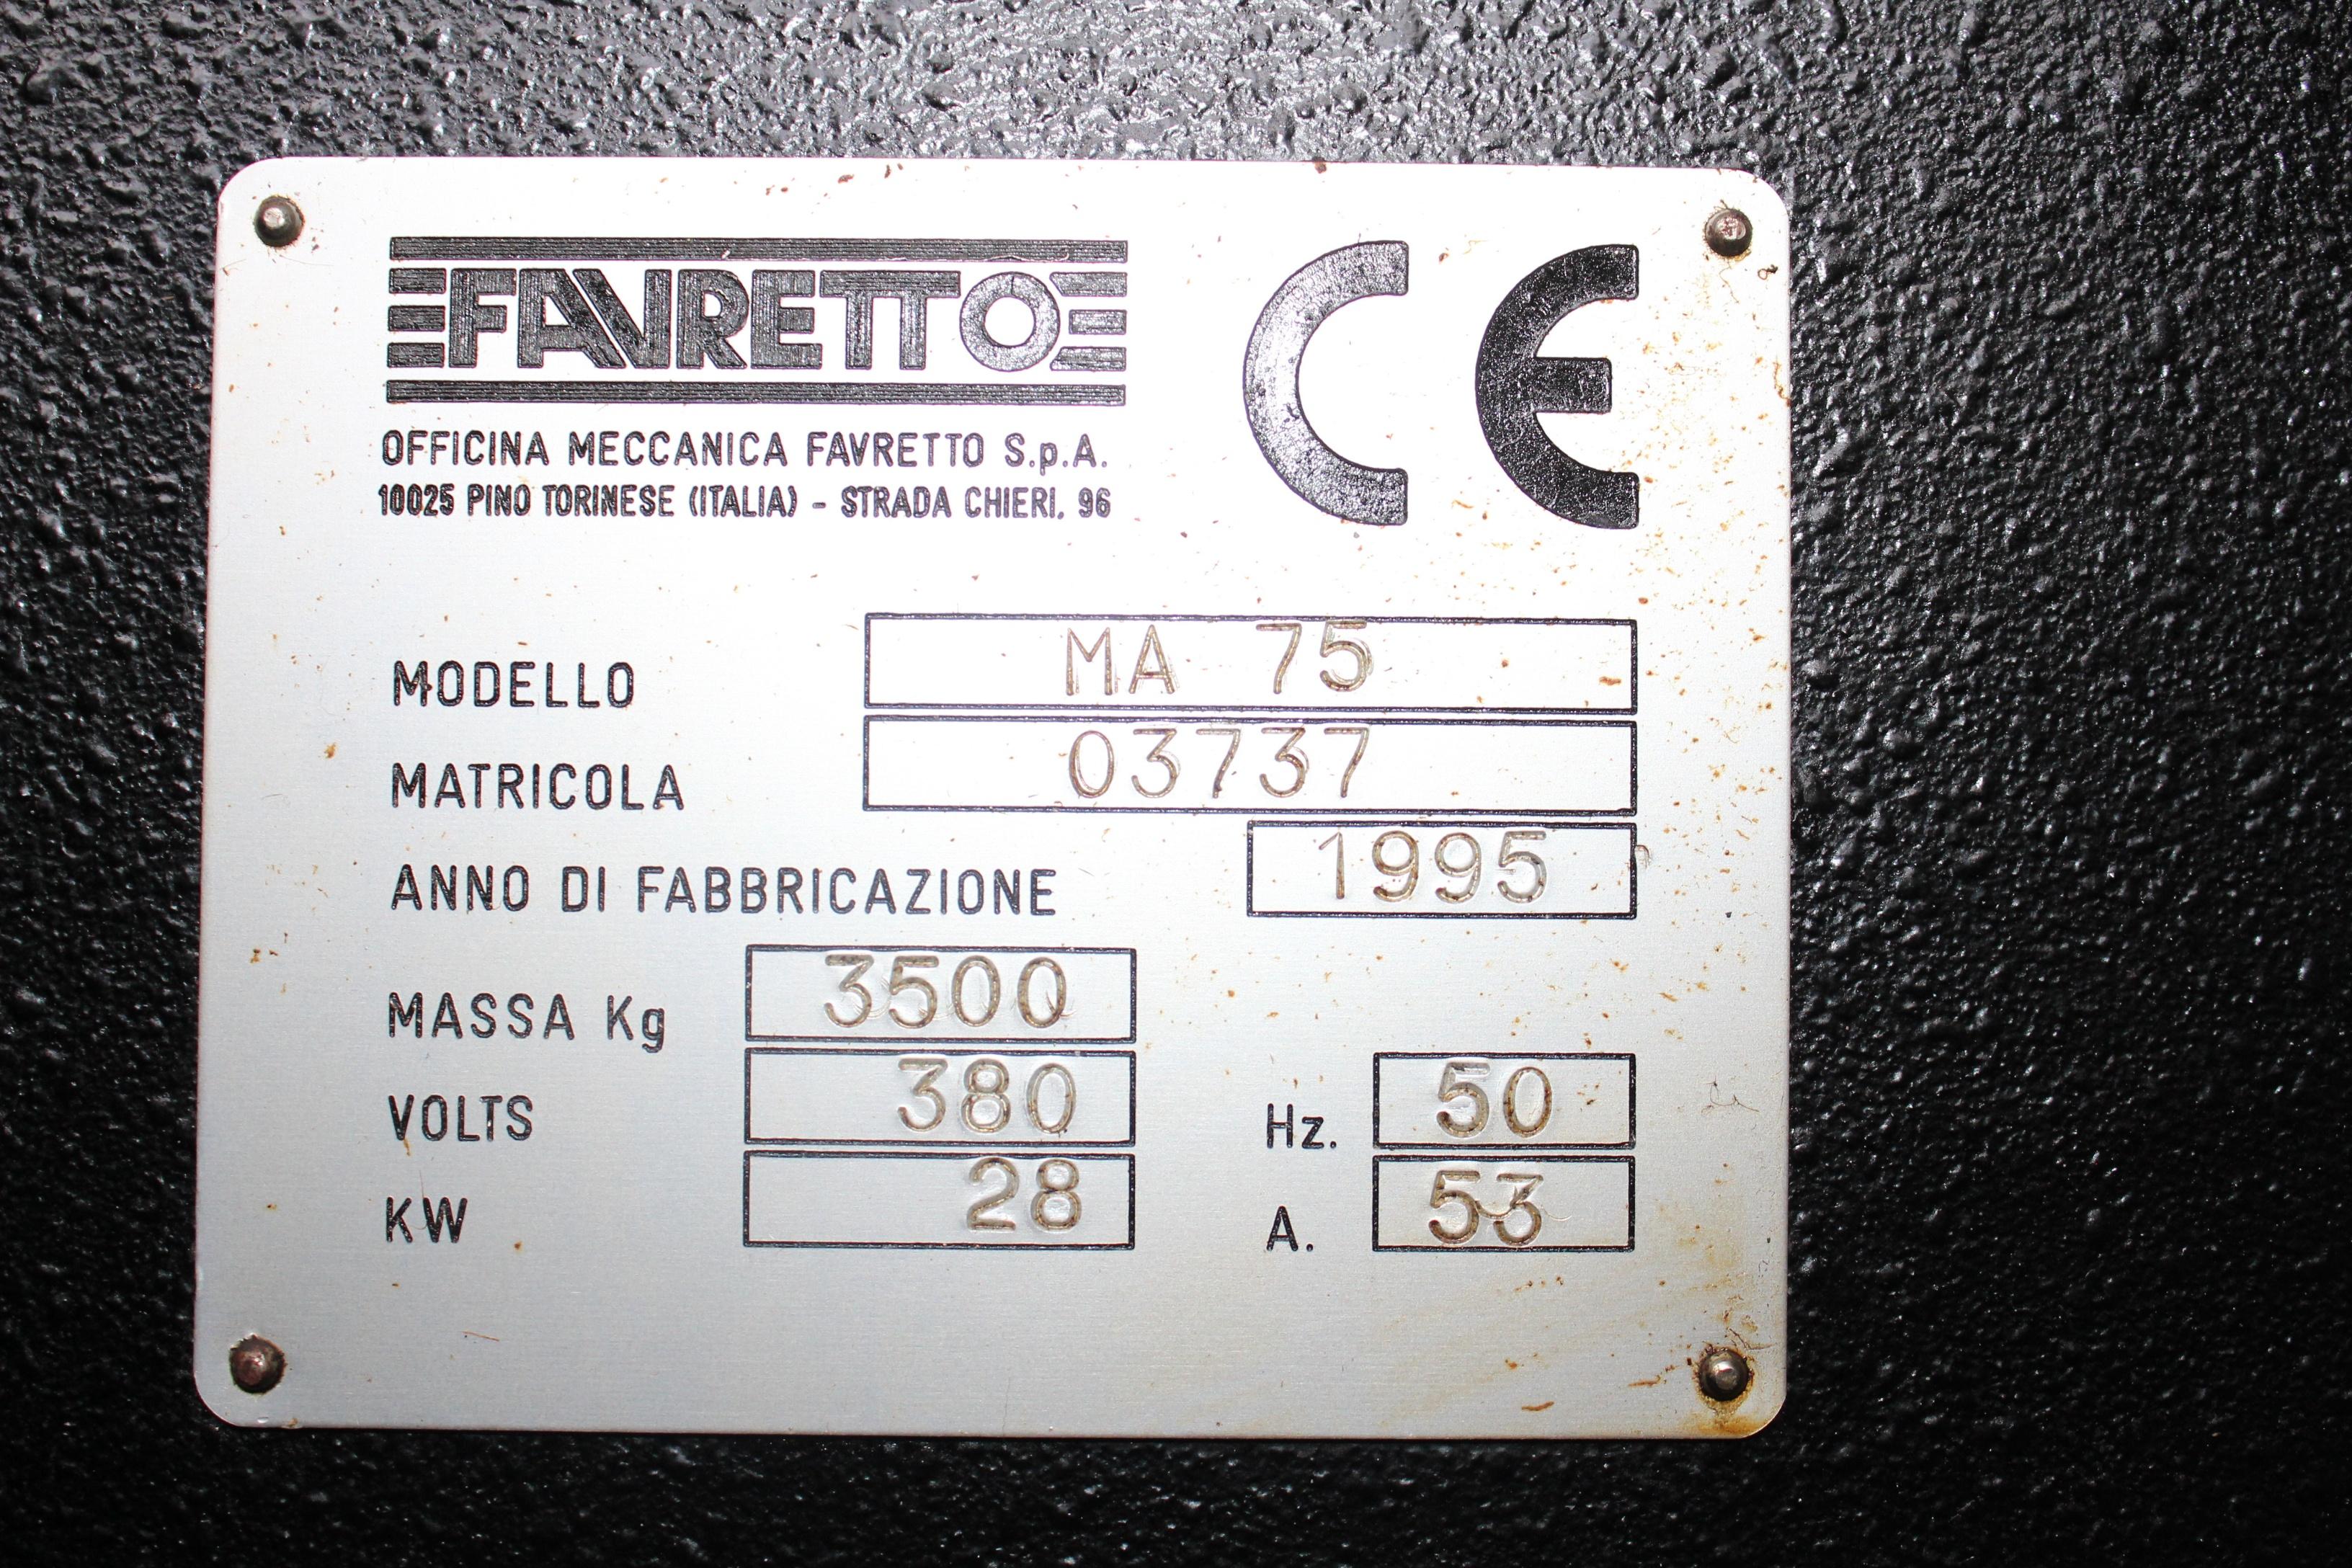 FAVRETTO CE
OFFICINA MECCANICA FAVRETTO S.p.A.
10025 PINO TORINESE (ITALIA) - STRADA CHIERI, 96
MODELLO MA 75
MATRICOLA 03737
ANNO DI FABBRICAZIONE 1995
MASSA Kg 3500
VOLTS 380 Hz. 50
KW 28 A. 53